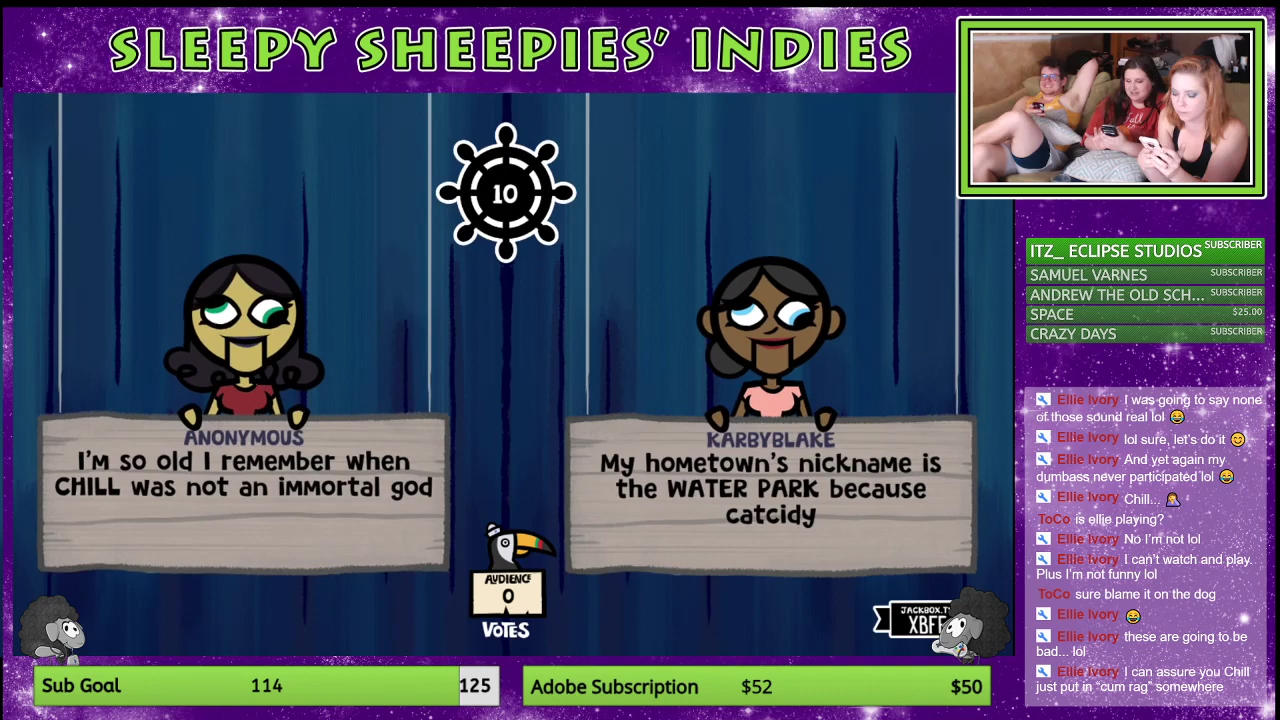 SLEEPY SHEEPIES' INDIES
10
ANONYMOUS
I'M SO OLD I REMEMBER WHEN
CHILL WAS NOT AN IMMORTAL GOD
KARBYBLAKE
MY HOMETOWN'S NICKNAME IS
THE WATER PARK BECAUSE
CATCIDY
AUDIENCE
0
VOTES
JACKBOX.TV
Sub Goal 114 125
Adobe Subscription $52 $50
ITZ_ ECLIPSE STUDIOS SUBSCRIBER
SAMUEL VARNES SUBSCRIBER
ANDREW THE OLD SCH... SUBSCRIBER
SPACE $25.00
CRAZY DAYS SUBSCRIBER
Ellie Ivory I was going to say none
of those sound real lol 😂
Ellie Ivory lol sure, let's do it 😊
Ellie Ivory And yet again my
dumbass never participated lol 😂
Ellie Ivory Chill... 🤦‍♀️
ToCo is ellie playing?
Ellie Ivory No I'm not lol
Ellie Ivory I can't watch and play.
Plus I'm not funny lol
ToCo sure blame it on the dog
Ellie Ivory 😂
Ellie Ivory these are going to be
bad... lol
Ellie Ivory I can assure you Chill
just put in "cum rag" somewhere